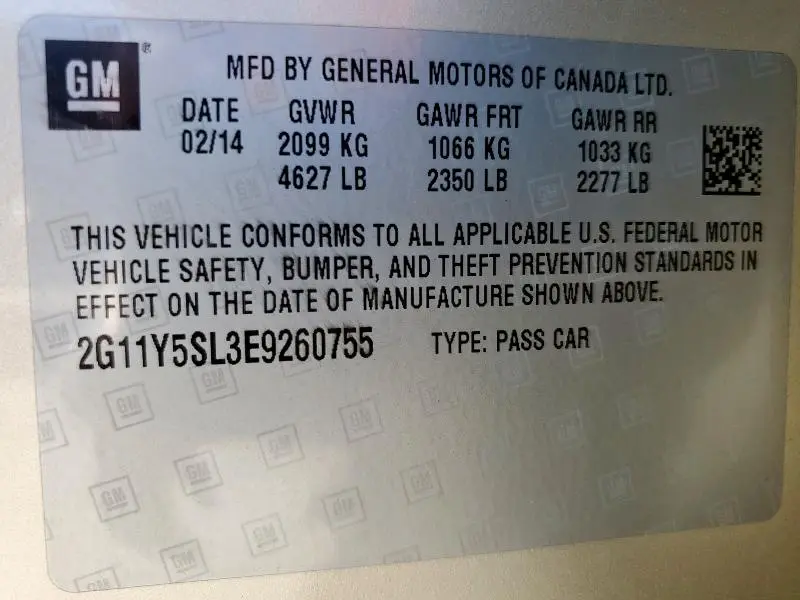 GM ®
MFD BY GENERAL MOTORS OF CANADA LTD.
DATE GVWR GAWR FRT GAWR RR
02/14 2099 KG 1066 KG 1033 KG
4627 LB 2350 LB 2277 LB
THIS VEHICLE CONFORMS TO ALL APPLICABLE U.S. FEDERAL MOTOR
VEHICLE SAFETY, BUMPER, AND THEFT PREVENTION STANDARDS IN
EFFECT ON THE DATE OF MANUFACTURE SHOWN ABOVE.
2G11Y5SL3E9260755 TYPE: PASS CAR